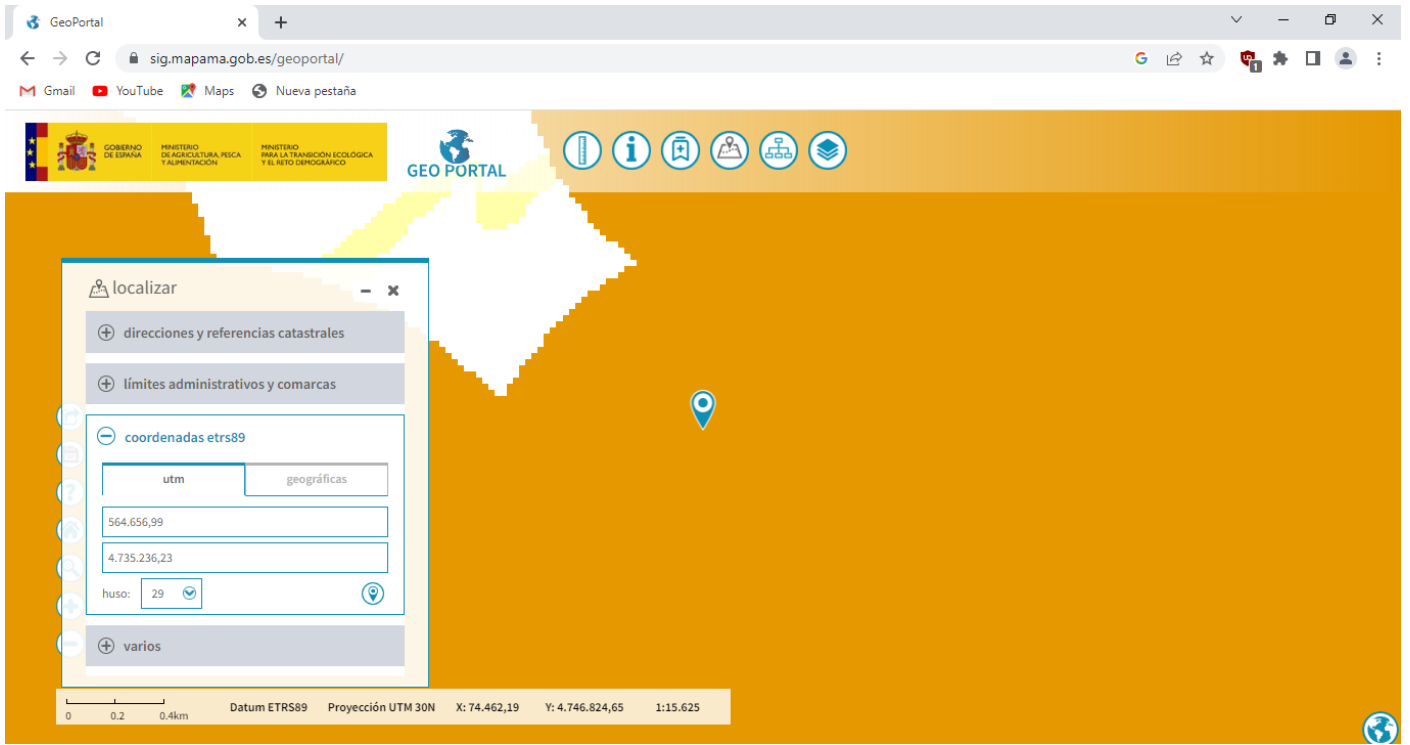 GeoPortal
sig.mapama.gob.es/geoportal/
1
Gmail YouTube Maps Nueva pestaña
GOBIERNO DE ESPAÑA
MINISTERIO DE AGRICULTURA, PESCA Y ALIMENTACIÓN
MINISTERIO PARA LA TRANSICIÓN ECOLÓGICA Y EL RETO DEMOGRÁFICO
GEO PORTAL
localizar
direcciones y referencias catastrales
límites administrativos y comarcas
coordenadas etrs89
utm geográficas
564.656,99
4.735.236,23
huso: 29
varios
0 0.2 0.4km
Datum ETRS89 Proyección UTM 30N X: 74.462,19 Y: 4.746.824,65 1:15.625